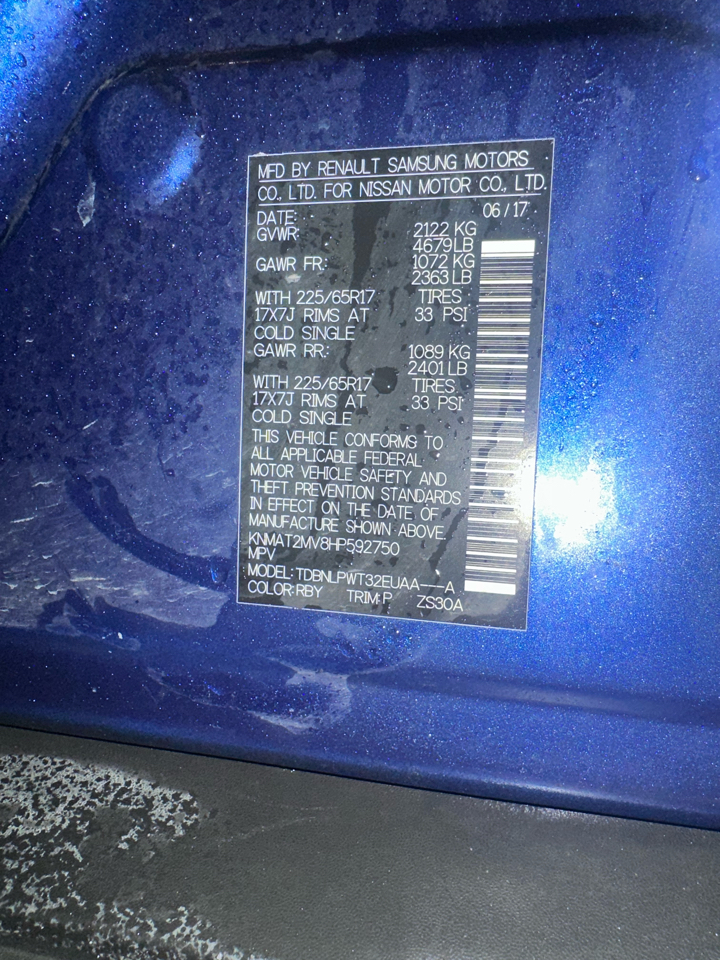 MFD BY RENAULT SAMSUNG MOTORS
CO., LTD. FOR NISSAN MOTOR CO., LTD.
DATE: 06 / 17
GVWR: 2122 KG
4679 LB
GAWR FR: 1072 KG
2363 LB
WITH 225/65R17 TIRES
17X7J RIMS AT 33 PSI
COLD SINGLE
GAWR RR: 1089 KG
2401 LB
WITH 225/65R17 TIRES
17X7J RIMS AT 33 PSI
COLD SINGLE
THIS VEHICLE CONFORMS TO
ALL APPLICABLE FEDERAL
MOTOR VEHICLE SAFETY AND
THEFT PREVENTION STANDARDS
IN EFFECT ON THE DATE OF
MANUFACTURE SHOWN ABOVE.
KNMAT2MV8HP592750
MPV
MODEL: TDBNLPWT32EUAA---A
COLOR: RBY TRIM: P ZS30A